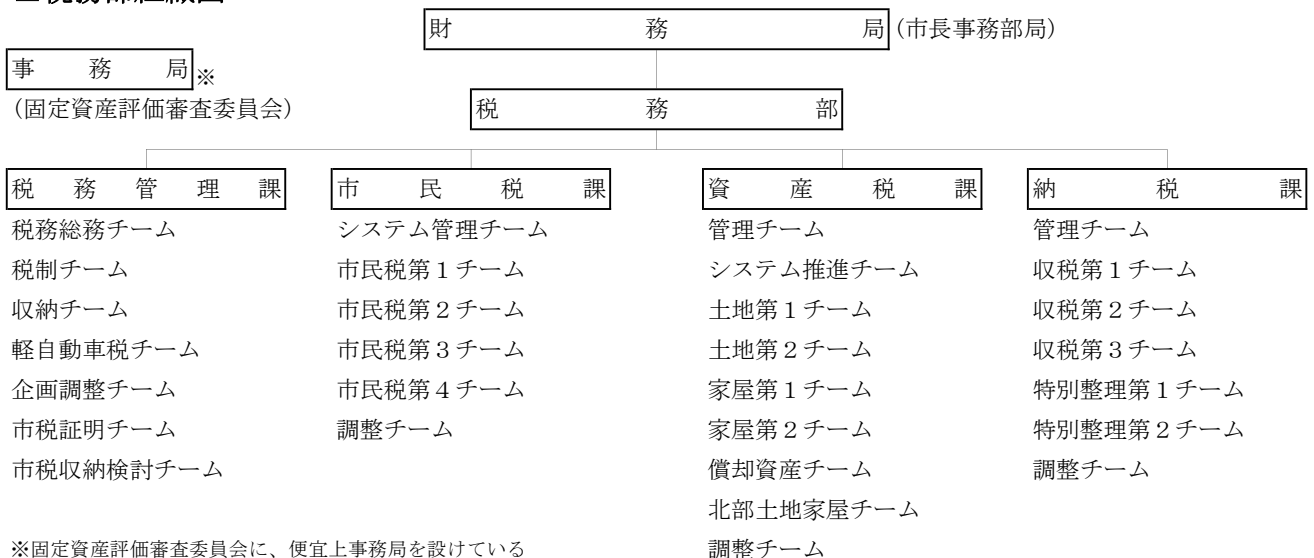 財務局(市長事務部局)
事務局※
(固定資産評価審査委員会)
税務部
税務管理課
税務総務チーム
税制チーム
収納チーム
軽自動車税チーム
企画調整チーム
市税証明チーム
市税収納検討チーム
市民税課
システム管理チーム
市民税第1チーム
市民税第2チーム
市民税第3チーム
市民税第4チーム
調整チーム
資産税課
管理チーム
システム推進チーム
土地第1チーム
土地第2チーム
家屋第1チーム
家屋第2チーム
償却資産チーム
北部土地家屋チーム
調整チーム
納税課
管理チーム
収税第1チーム
収税第2チーム
収税第3チーム
特別整理第1チーム
特別整理第2チーム
調整チーム
※固定資産評価審査委員会に、便宜上事務局を設けている